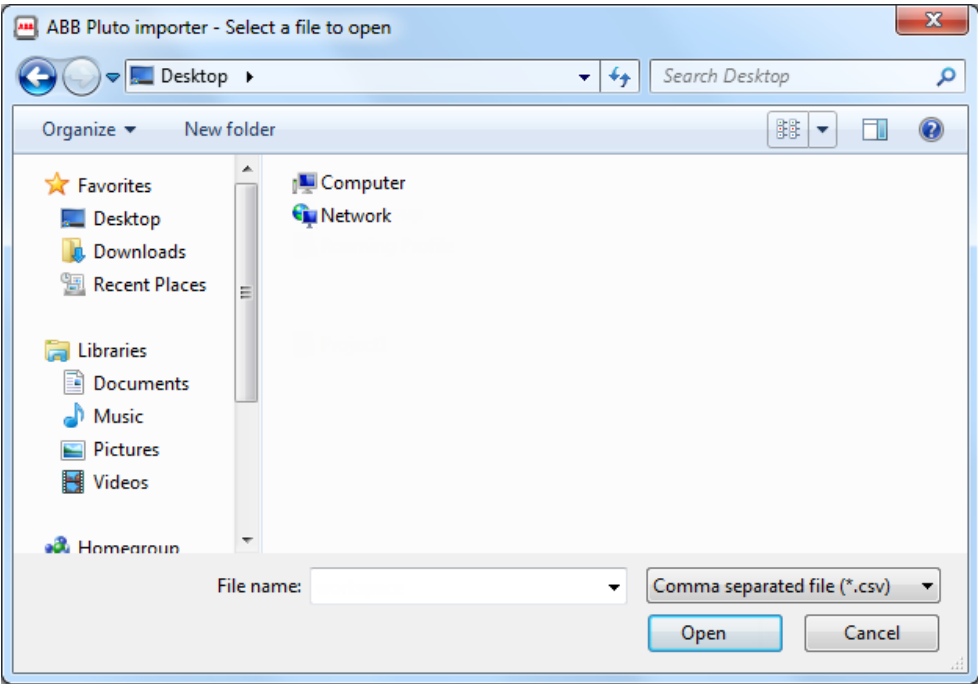 ABB Pluto importer - Select a file to open
Desktop
Search Desktop
Organize
New folder
Favorites
Desktop
Downloads
Recent Places
Libraries
Documents
Music
Pictures
Videos
Homegroup
Computer
Network
File name:
Comma separated file (*.csv)
Open
Cancel